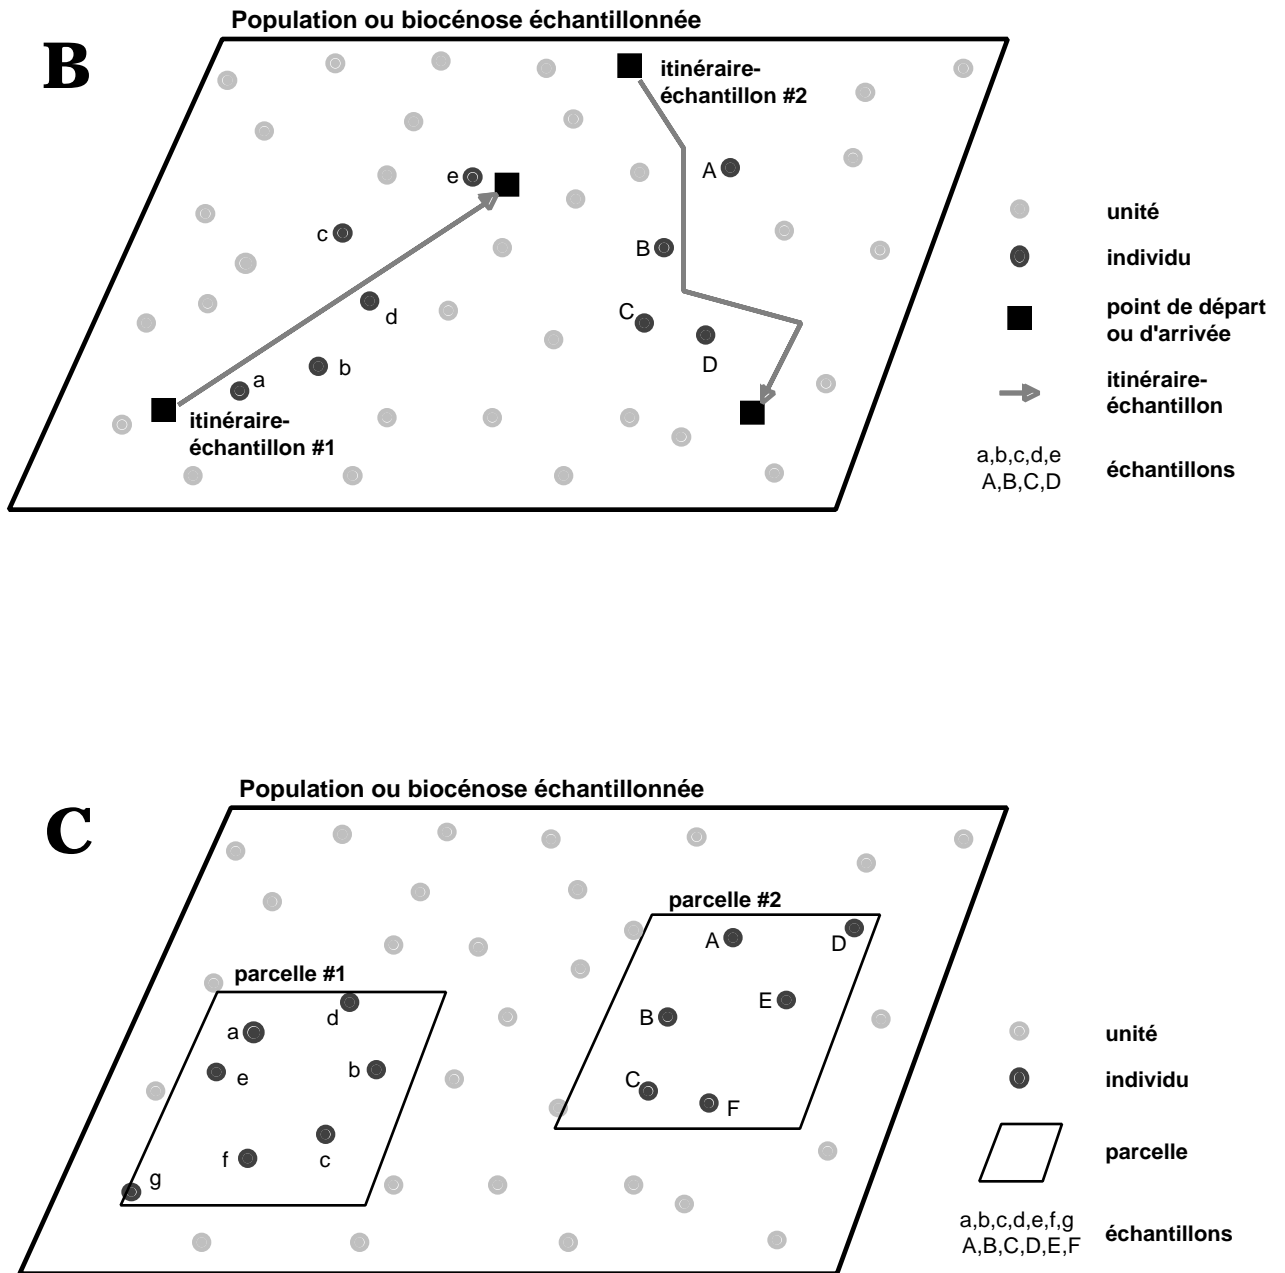 Population ou biocénose échantillonnée
B
itinéraire-
échantillon #2
A
e
c
B
d
C
D
b
a
itinéraire-
échantillon #1
unité
individu
point de départ
ou d'arrivée
itinéraire-
échantillon
a,b,c,d,e
A,B,C,D
échantillons
Population ou biocénose échantillonnée
C
parcelle #2
A
D
parcelle #1
d
a
e
b
f
c
g
E
B
C
F
unité
individu
parcelle
a,b,c,d,e,f,g
A,B,C,D,E,F
échantillons